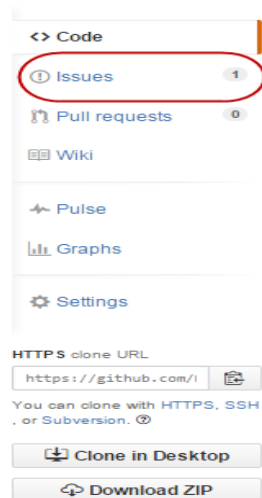 <> Code
Issues 1
Pull requests 0
Wiki
Pulse
Graphs
Settings
HTTPS clone URL
https://github.com/
You can clone with HTTPS, SSH
, or Subversion. ?
Clone in Desktop
Download ZIP